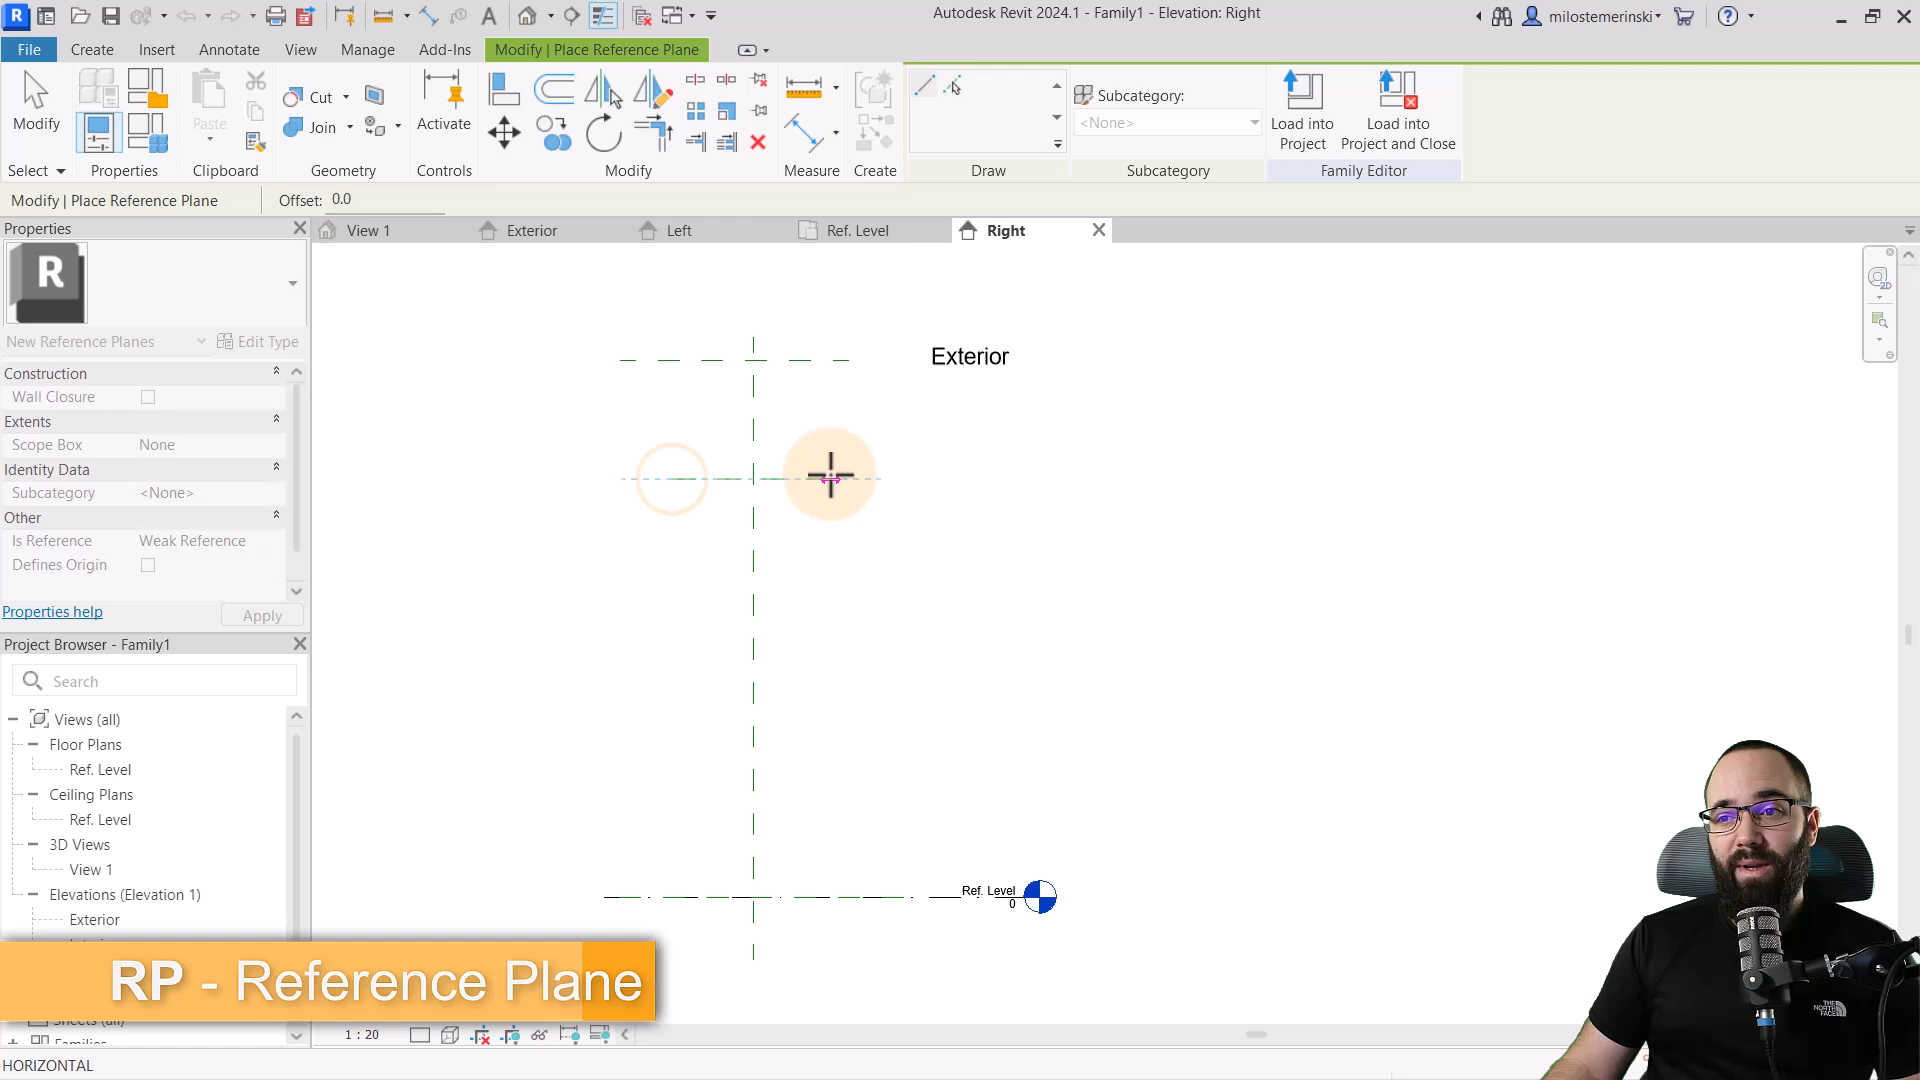 Autodesk Revit 2024.1 - Family1 - Elevation: Right
milostemerinski
File Create Insert Annotate View Manage Add-Ins Modify | Place Reference Plane
Modify
Paste
Cut
Join
Activate
Subcategory:
<None>
Load into
Project
Load into
Project and Close
Select Properties Clipboard Geometry Controls Modify Measure Create Draw Subcategory Family Editor
Modify | Place Reference Plane Offset: 0.0
Properties
View 1 Exterior Left Ref. Level Right
R
New Reference Planes Edit Type
Construction
Wall Closure
Extents
Scope Box None
Identity Data
Subcategory <None>
Other
Is Reference Weak Reference
Defines Origin
Properties help Apply
Exterior
Ref. Level
0
Project Browser - Family1
Search
Views (all)
Floor Plans
Ref. Level
Ceiling Plans
Ref. Level
3D Views
View 1
Elevations (Elevation 1)
Exterior
RP - Reference Plane
Sheets (all)
Families
1 : 20
HORIZONTAL
THE
NORTH
FACE